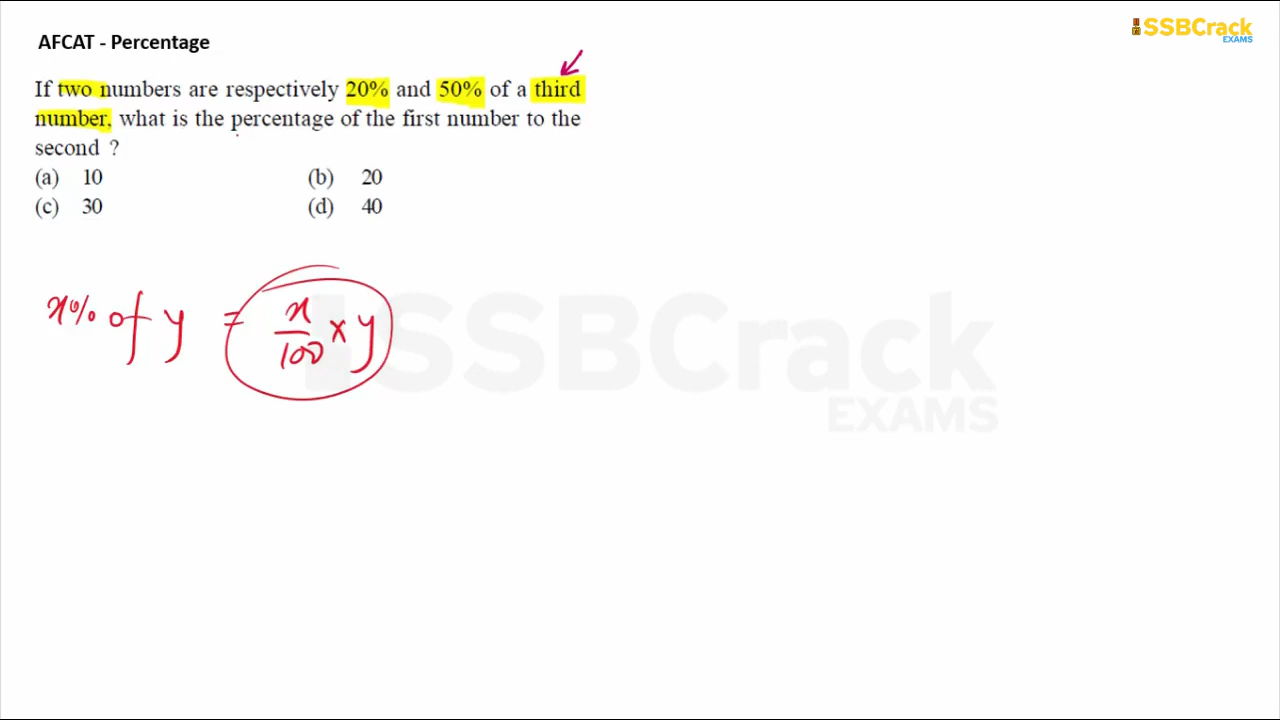 AFCAT - Percentage
SSBCrack
EXAMS
If two numbers are respectively 20% and 50% of a third
number, what is the percentage of the first number to the
second ?
(a) 10 (b) 20
(c) 30 (d) 40
x% of y = x/100 × y
SSBCrack
EXAMS